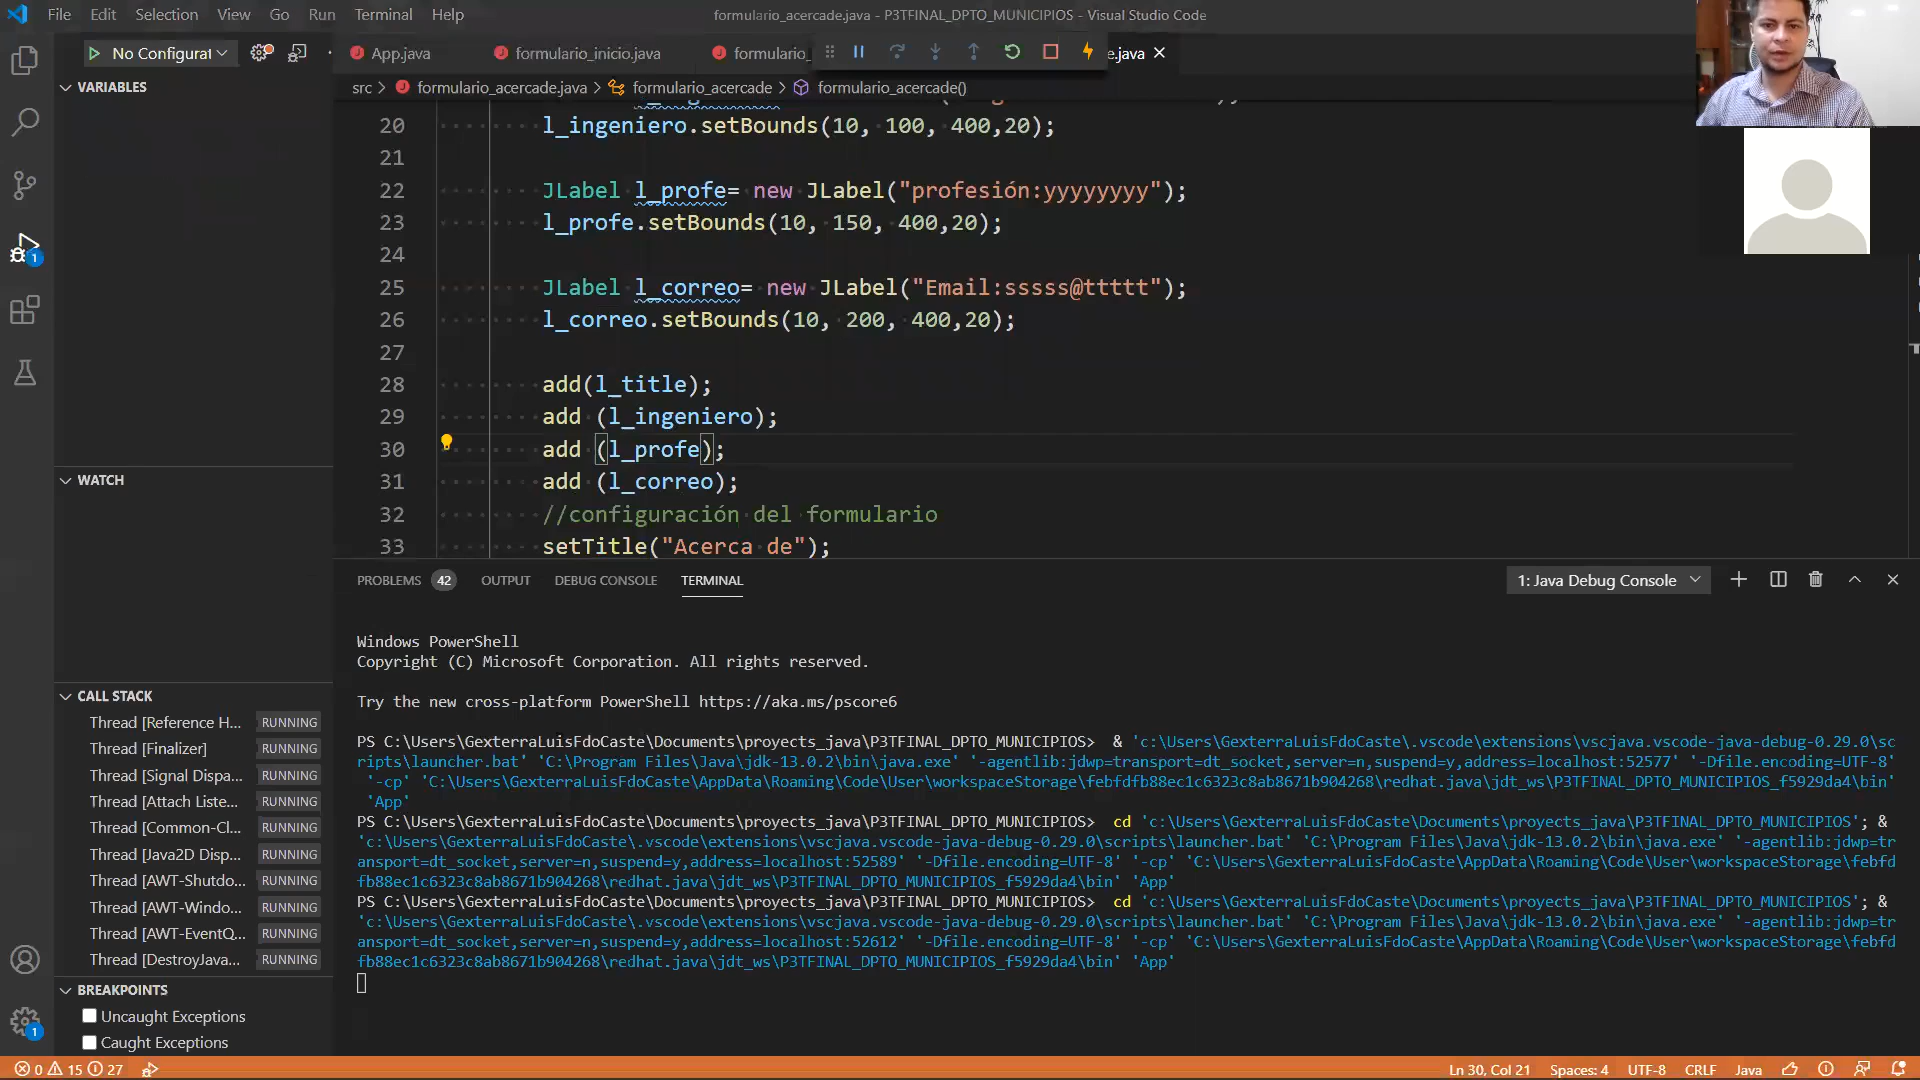 File Edit Selection View Go Run Terminal Help
formulario_acercade.java - P3TFINAL_DPTO_MUNICIPIOS - Visual Studio Code
No Configurat
App.java
formulario_inicio.java
formulario_
e.java
VARIABLES
src > formulario_acercade.java > formulario_acercade > formulario_acercade()
20 l_ingeniero.setBounds(10, 100, 400,20);
21
22 JLabel l_profe= new JLabel("profesión:yyyyyyyy");
23 l_profe.setBounds(10, 150, 400,20);
24
25 JLabel l_correo= new JLabel("Email:sssss@ttttt");
26 l_correo.setBounds(10, 200, 400,20);
27
28 add(l_title);
29 add (l_ingeniero);
30 add (l_profe);
31 add (l_correo);
32 //configuración del formulario
33 setTitle("Acerca de");
WATCH
CALL STACK
Thread [Reference H... RUNNING
Thread [Finalizer] RUNNING
Thread [Signal Dispa... RUNNING
Thread [Attach Liste... RUNNING
Thread [Common-Cl... RUNNING
Thread [Java2D Disp... RUNNING
Thread [AWT-Shutdo... RUNNING
Thread [AWT-Windo... RUNNING
Thread [AWT-EventQ... RUNNING
Thread [DestroyJava... RUNNING
BREAKPOINTS
Uncaught Exceptions
Caught Exceptions
PROBLEMS 42 OUTPUT DEBUG CONSOLE TERMINAL
1: Java Debug Console
Windows PowerShell
Copyright (C) Microsoft Corporation. All rights reserved.
Try the new cross-platform PowerShell https://aka.ms/pscore6
PS C:\Users\GexterraLuisFdoCaste\Documents\proyects_java\P3TFINAL_DPTO_MUNICIPIOS> & 'c:\Users\GexterraLuisFdoCaste\.vscode\extensions\vscjava.vscode-java-debug-0.29.0\sc
ripts\launcher.bat' 'C:\Program Files\Java\jdk-13.0.2\bin\java.exe' '-agentlib:jdwp=transport=dt_socket,server=n,suspend=y,address=localhost:52577' '-Dfile.encoding=UTF-8'
'-cp' 'C:\Users\GexterraLuisFdoCaste\AppData\Roaming\Code\User\workspaceStorage\febfdfb88ec1c6323c8ab8671b904268\redhat.java\jdt_ws\P3TFINAL_DPTO_MUNICIPIOS_f5929da4\bin'
'App'
PS C:\Users\GexterraLuisFdoCaste\Documents\proyects_java\P3TFINAL_DPTO_MUNICIPIOS> cd 'c:\Users\GexterraLuisFdoCaste\Documents\proyects_java\P3TFINAL_DPTO_MUNICIPIOS'; &
'c:\Users\GexterraLuisFdoCaste\.vscode\extensions\vscjava.vscode-java-debug-0.29.0\scripts\launcher.bat' 'C:\Program Files\Java\jdk-13.0.2\bin\java.exe' '-agentlib:jdwp=tr
ansport=dt_socket,server=n,suspend=y,address=localhost:52589' '-Dfile.encoding=UTF-8' '-cp' 'C:\Users\GexterraLuisFdoCaste\AppData\Roaming\Code\User\workspaceStorage\febfd
fb88ec1c6323c8ab8671b904268\redhat.java\jdt_ws\P3TFINAL_DPTO_MUNICIPIOS_f5929da4\bin' 'App'
PS C:\Users\GexterraLuisFdoCaste\Documents\proyects_java\P3TFINAL_DPTO_MUNICIPIOS> cd 'c:\Users\GexterraLuisFdoCaste\Documents\proyects_java\P3TFINAL_DPTO_MUNICIPIOS'; &
'c:\Users\GexterraLuisFdoCaste\.vscode\extensions\vscjava.vscode-java-debug-0.29.0\scripts\launcher.bat' 'C:\Program Files\Java\jdk-13.0.2\bin\java.exe' '-agentlib:jdwp=tr
ansport=dt_socket,server=n,suspend=y,address=localhost:52612' '-Dfile.encoding=UTF-8' '-cp' 'C:\Users\GexterraLuisFdoCaste\AppData\Roaming\Code\User\workspaceStorage\febfd
fb88ec1c6323c8ab8671b904268\redhat.java\jdt_ws\P3TFINAL_DPTO_MUNICIPIOS_f5929da4\bin' 'App'
1
1
0 15 27
Ln 30, Col 21 Spaces: 4 UTF-8 CRLF Java